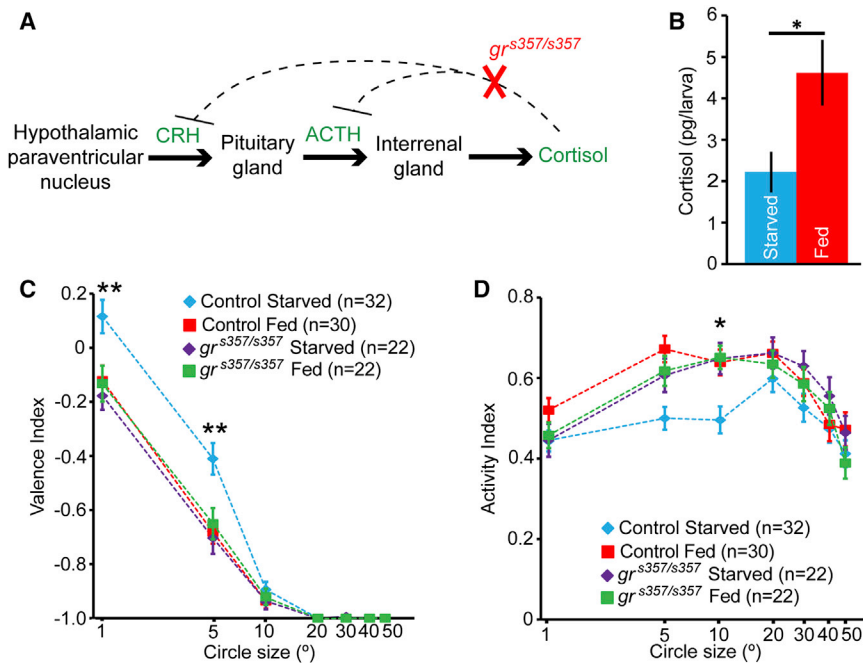 A
gr s357/s357
CRH
ACTH
Hypothalamic
paraventricular
nucleus
Pituitary
gland
Interrenal
gland
Cortisol
B
*
Cortisol (pg/larva)
6
5
4
3
2
1
0
Starved
Fed
C
**
**
Control Starved (n=32)
Control Fed (n=30)
gr s357/s357 Starved (n=22)
gr s357/s357 Fed (n=22)
Valence Index
0.2
0
-0.2
-0.4
-0.6
-0.8
-1.0
1 5 10 20 30 40 50
Circle size (º)
D
*
Activity Index
0.8
0.6
0.4
0.2
0
Control Starved (n=32)
Control Fed (n=30)
gr s357/s357 Starved (n=22)
gr s357/s357 Fed (n=22)
1 5 10 20 30 40 50
Circle size (º)